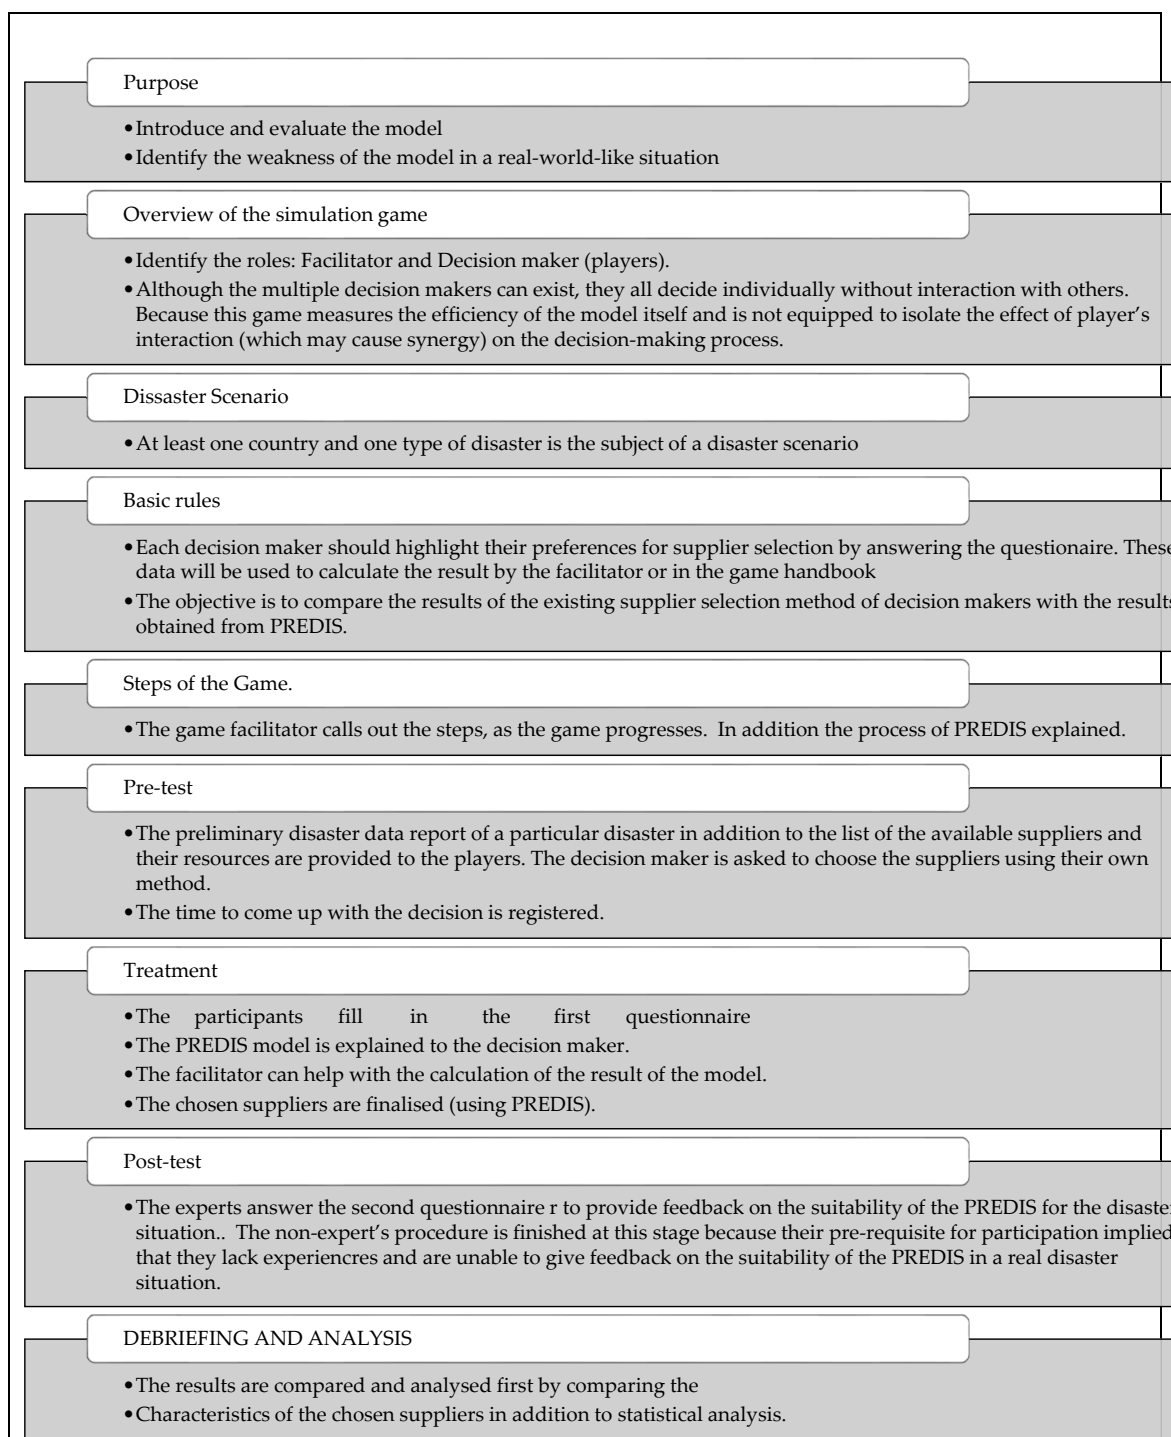 Purpose
•Introduce and evaluate the model
•Identify the weakness of the model in a real-world-like situation
Overview of the simulation game
•Identify the roles: Facilitator and Decision maker (players).
•Although the multiple decision makers can exist, they all decide individually without interaction with others.
Because this game measures the efficiency of the model itself and is not equipped to isolate the effect of player's
interaction (which may cause synergy) on the decision-making process.
Dissaster Scenario
•At least one country and one type of disaster is the subject of a disaster scenario
Basic rules
•Each decision maker should highlight their preferences for supplier selection by answering the questionaire. These
data will be used to calculate the result by the facilitator or in the game handbook
•The objective is to compare the results of the existing supplier selection method of decision makers with the results
obtained from PREDIS.
Steps of the Game.
•The game facilitator calls out the steps, as the game progresses. In addition the process of PREDIS explained.
Pre-test
•The preliminary disaster data report of a particular disaster in addition to the list of the available suppliers and
their resources are provided to the players. The decision maker is asked to choose the suppliers using their own
method.
•The time to come up with the decision is registered.
Treatment
•The participants fill in the first questionnaire
•The PREDIS model is explained to the decision maker.
•The facilitator can help with the calculation of the result of the model.
•The chosen suppliers are finalised (using PREDIS).
Post-test
•The experts answer the second questionnaire r to provide feedback on the suitability of the PREDIS for the disaster
situation.. The non-expert's procedure is finished at this stage because their pre-requisite for participation implied
that they lack experiencres and are unable to give feedback on the suitability of the PREDIS in a real disaster
situation.
DEBRIEFING AND ANALYSIS
•The results are compared and analysed first by comparing the
•Characteristics of the chosen suppliers in addition to statistical analysis.